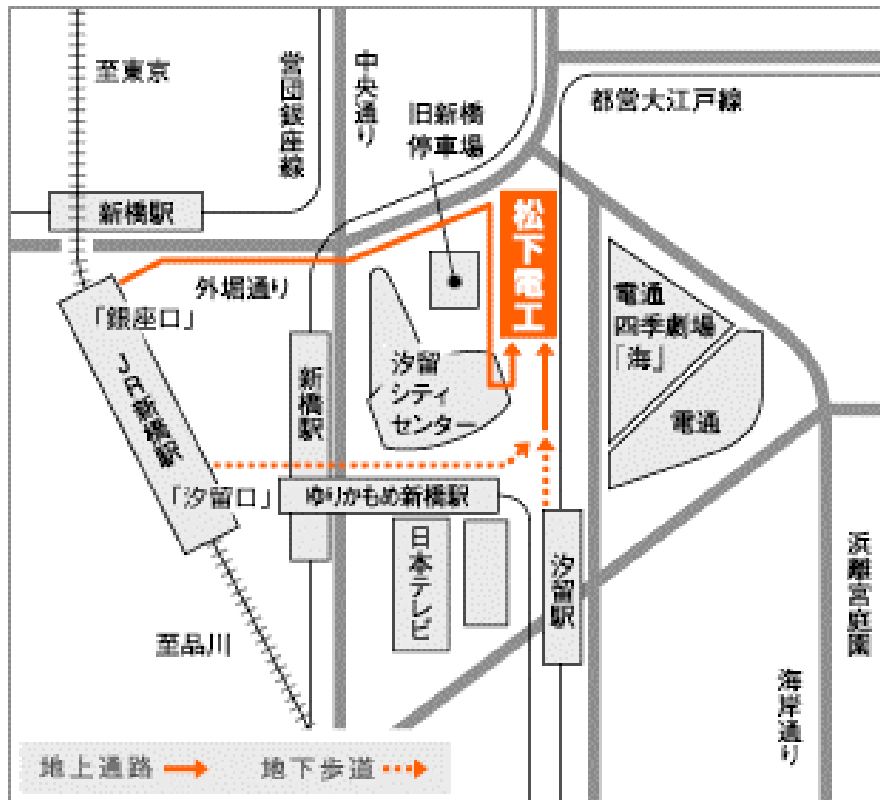 至東京
営団銀座線
中央通り
旧新橋
停車場
都営大江戸線
新橋駅
松下電工
外堀通り
「銀座口」
JR新橋駅
新橋駅
汐留
シティ
センター
電通
四季劇場
「海」
電通
「汐留口」
ゆりかもめ新橋駅
日本テレビ
汐留駅
浜離宮庭園
至品川
海岸通り
地上通路
地下歩道